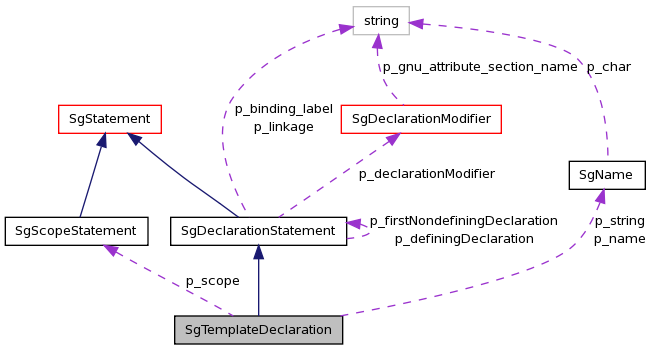 string
p_gnu_attribute_section_name
p_char
p_binding_label
p_linkage
SgStatement
SgDeclarationModifier
p_declarationModifier
SgName
SgScopeStatement
SgDeclarationStatement
p_firstNondefiningDeclaration
p_definingDeclaration
p_string
p_name
p_scope
SgTemplateDeclaration